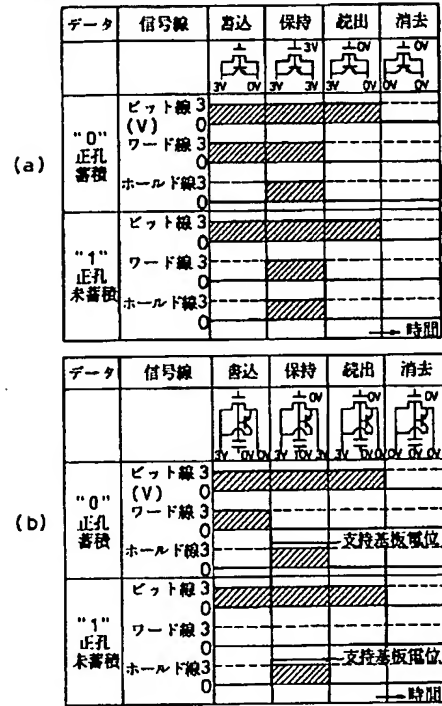 (a)
データ 信号線 書込 保持 続出 消去
3V 0V 0V
3V 0V 3V 3V 3V 0V 0V 0V
"0" 正孔 蓄積
ビット線 3
(V) 0
ワード線 3
0
ホールド線 3
0
"1" 正孔 未蓄積
ビット線 3
0
ワード線 3
0
ホールド線 3
0
→ 時間
(b)
データ 信号線 書込 保持 続出 消去
0V 0V 0V
"0" 正孔 蓄積
ビット線 3
(V) 0
ワード線 3
0
支持基板電位
ホールド線 3
0
"1" 正孔 未蓄積
ビット線 3
0
ワード線 3
0
支持基板電位
ホールド線 3
0
→ 時間